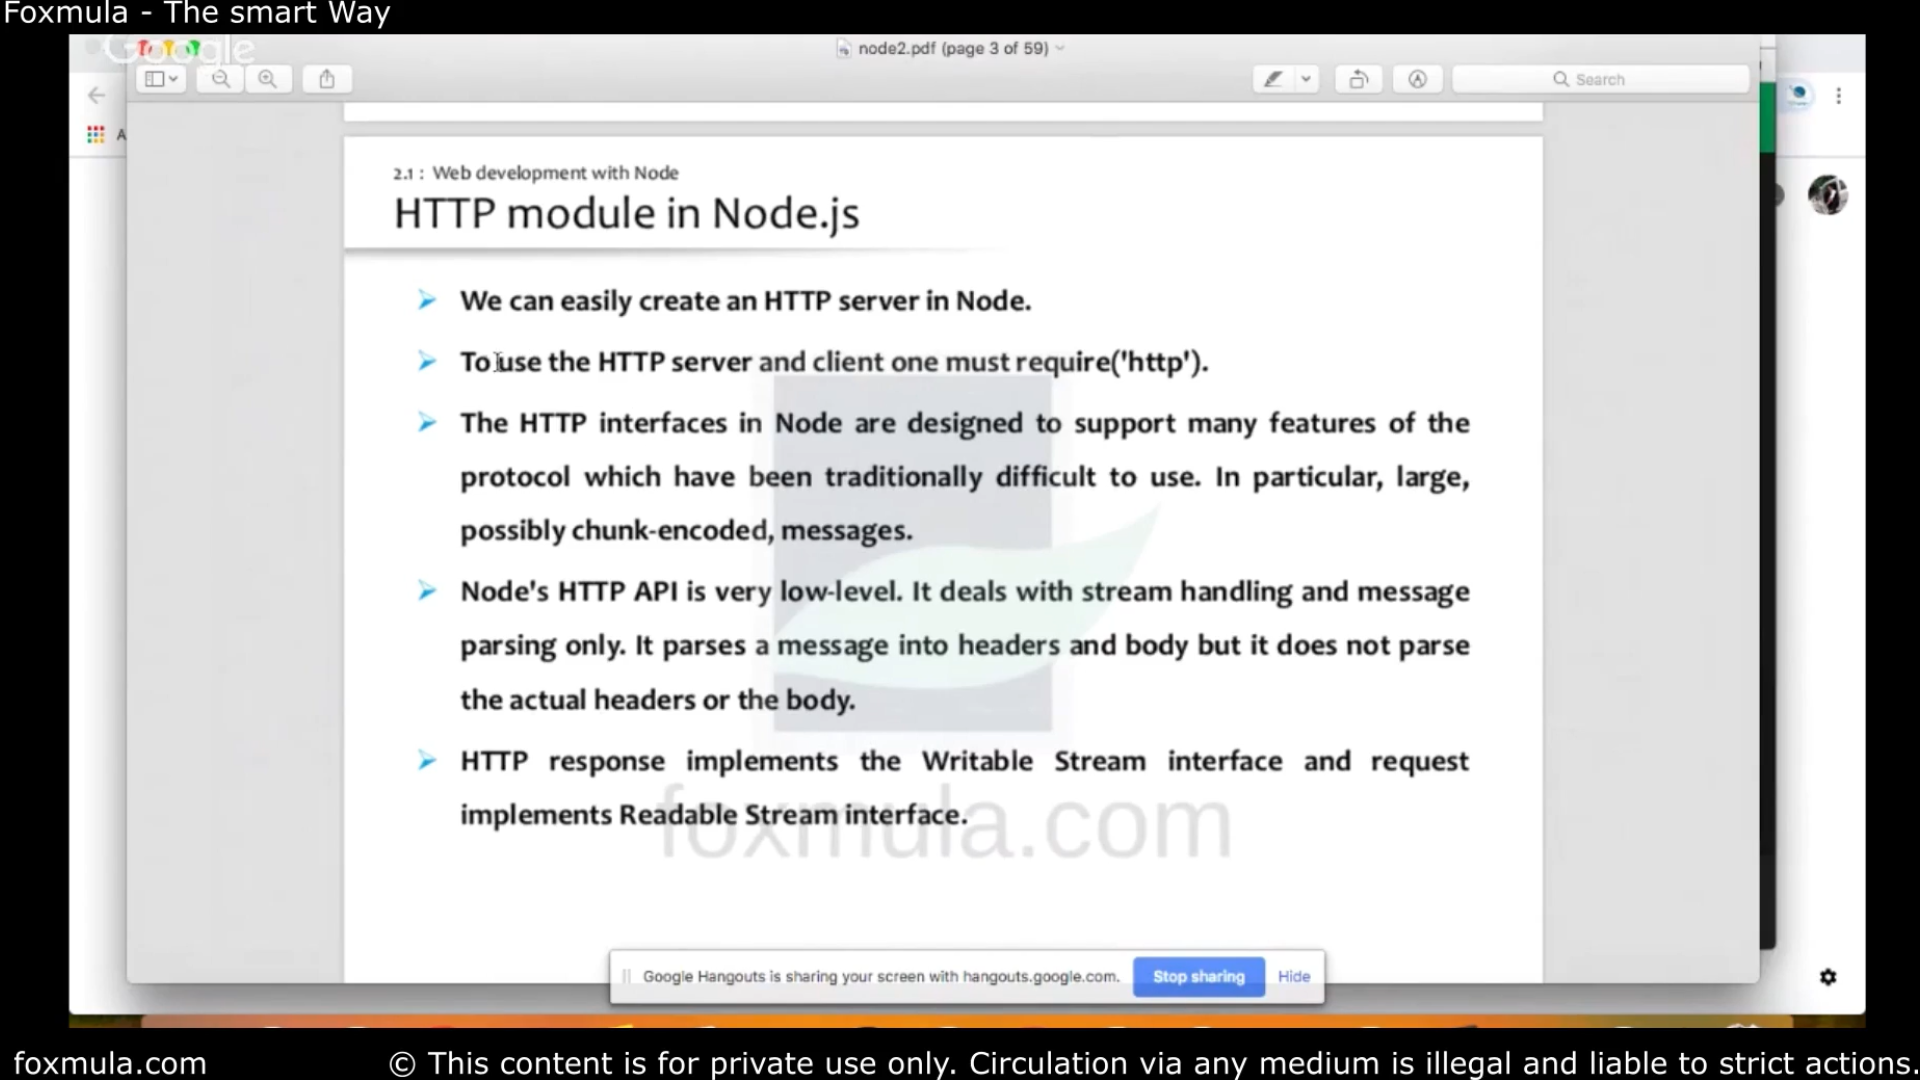 Foxmula - The smart Way
Google
node2.pdf (page 3 of 59)
Search
A
2.1 : Web development with Node
HTTP module in Node.js
We can easily create an HTTP server in Node.
To use the HTTP server and client one must require('http').
The HTTP interfaces in Node are designed to support many features of the
protocol which have been traditionally difficult to use. In particular, large,
possibly chunk-encoded, messages.
Node's HTTP API is very low-level. It deals with stream handling and message
parsing only. It parses a message into headers and body but it does not parse
the actual headers or the body.
HTTP response implements the Writable Stream interface and request
implements Readable Stream interface.
foxmula.com
Google Hangouts is sharing your screen with hangouts.google.com.
Stop sharing
Hide
foxmula.com
© This content is for private use only. Circulation via any medium is illegal and liable to strict actions.